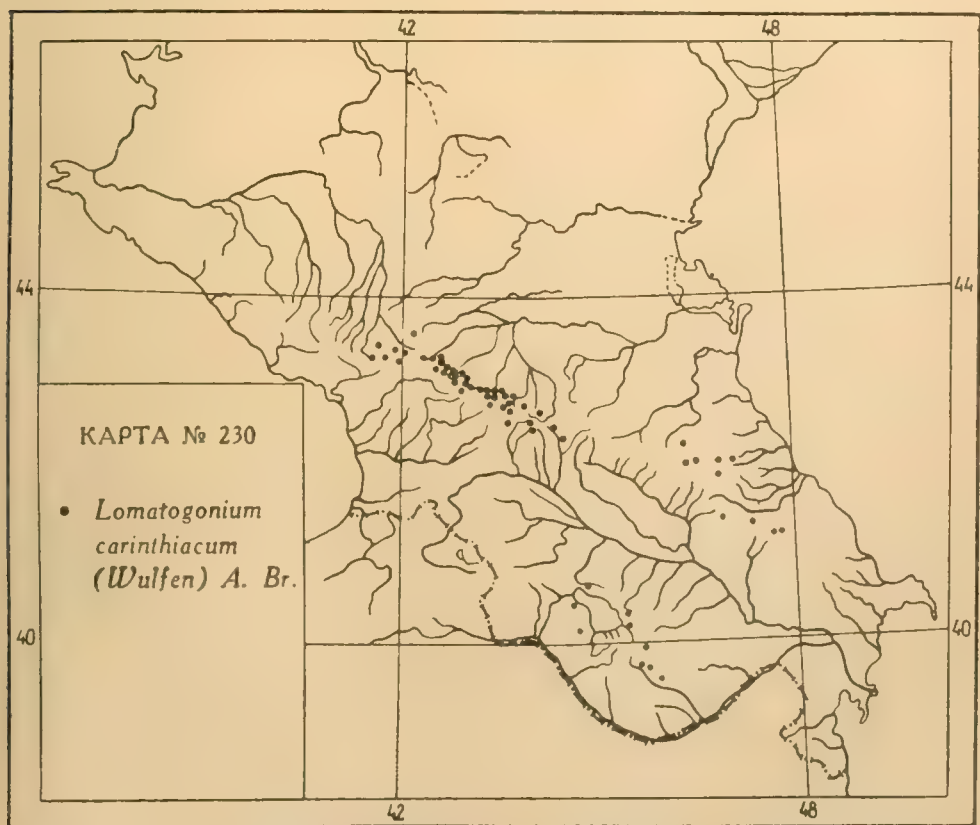 42 48
44 44
КАРТА № 230
• Lomatogonium
carinthiacum
(Wulfen) A. Br.
40 40
42 48